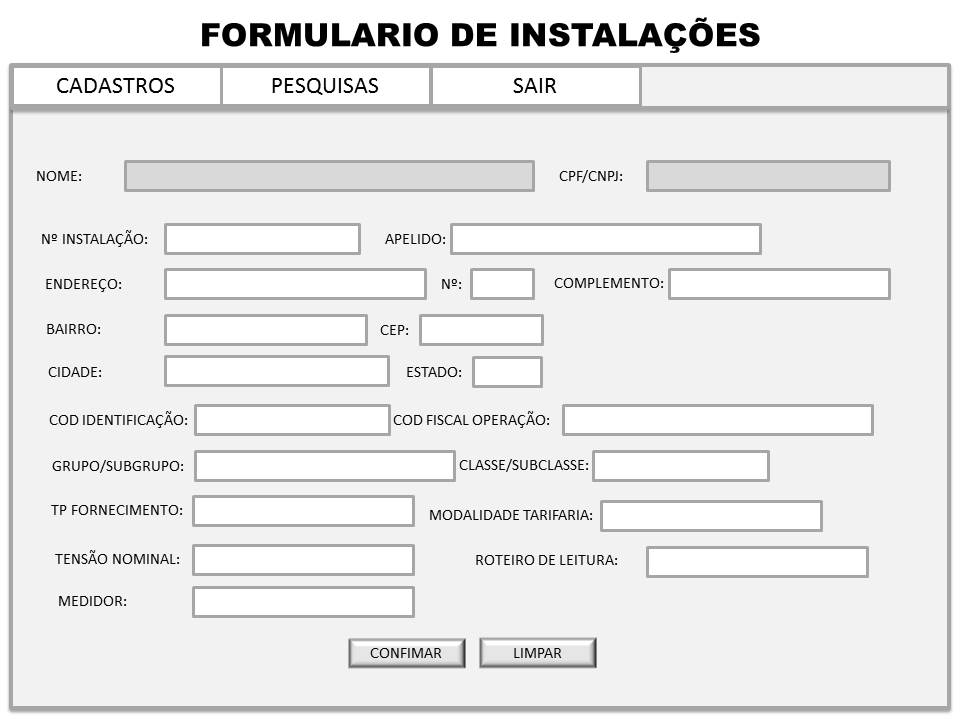 FORMULARIO DE INSTALAÇÕES
CADASTROS PESQUISAS SAIR
NOME: CPF/CNPJ:
Nº INSTALAÇÃO: APELIDO:
ENDEREÇO: Nº: COMPLEMENTO:
BAIRRO: CEP:
CIDADE: ESTADO:
COD IDENTIFICAÇÃO: COD FISCAL OPERAÇÃO:
GRUPO/SUBGRUPO: CLASSE/SUBCLASSE:
TP FORNECIMENTO: MODALIDADE TARIFARIA:
TENSÃO NOMINAL: ROTEIRO DE LEITURA:
MEDIDOR:
CONFIMAR LIMPAR